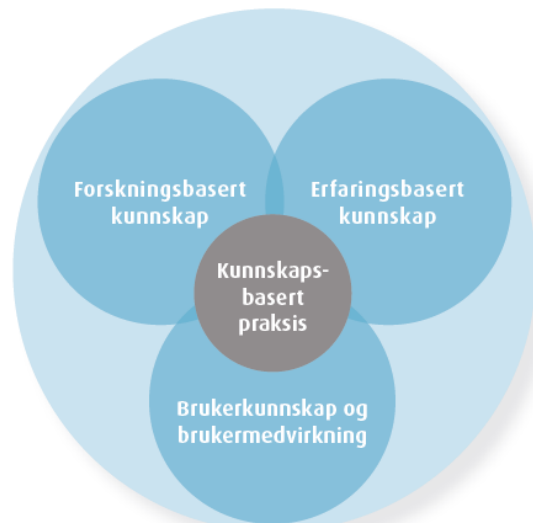 Forskningsbasert
kunnskap
Erfaringsbasert
kunnskap
Kunnskaps-
basert
praksis
Brukerkunnskap og
brukermedvirkning